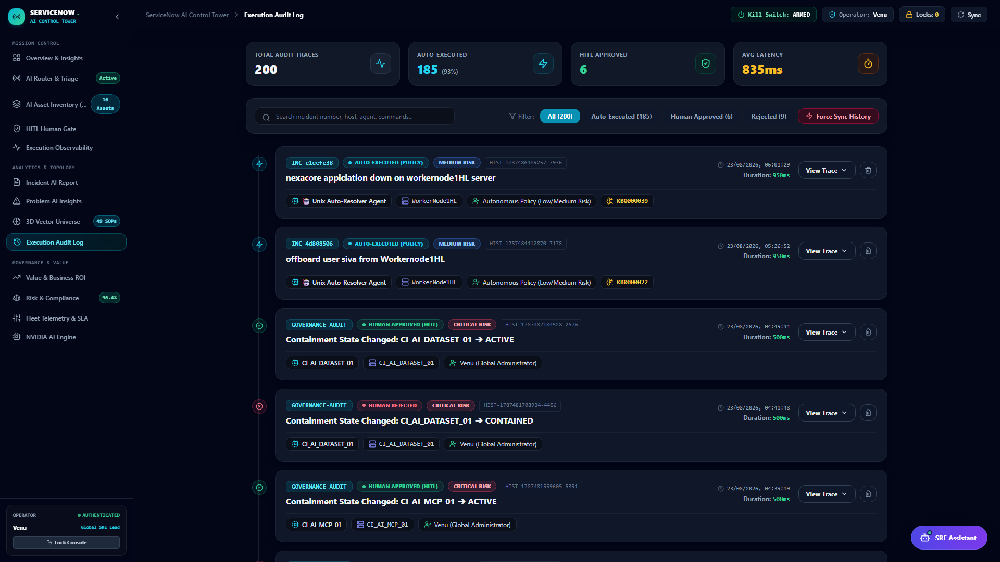 SERVICENOW .
AI CONTROL TOWER
MISSION CONTROL
Overview & Insights
AI Router & Triage
Active
AI Asset Inventory (...
16 Assets
HITL Human Gate
Execution Observability
ANALYTICS & TOPOLOGY
Incident AI Report
Problem AI Insights
3D Vector Universe
49 SOPs
Execution Audit Log
GOVERNANCE & VALUE
Value & Business ROI
Risk & Compliance
96.4%
Fleet Telemetry & SLA
NVIDIA AI Engine
OPERATOR
AUTHENTICATED
Venu
Global SRE Lead
Lock Console
ServiceNow AI Control Tower > Execution Audit Log
Kill Switch: ARMED
Operator: Venu
Locks: 0
Sync
TOTAL AUDIT TRACES
200
AUTO-EXECUTED
185 (93%)
HITL APPROVED
6
AVG LATENCY
835ms
Search incident number, host, agent, commands...
Filter:
All (200)
Auto-Executed (185)
Human Approved (6)
Rejected (9)
Force Sync History
INC-e1eefe38
AUTO-EXECUTED (POLICY)
MEDIUM RISK
HIST-1787486489257-7936
nexacore applciation down on workernode1HL server
23/08/2026, 06:01:29
Duration: 950ms
View Trace
Unix Auto-Resolver Agent
WorkerNode1HL
Autonomous Policy (Low/Medium Risk)
KB0000039
INC-4d808506
AUTO-EXECUTED (POLICY)
MEDIUM RISK
HIST-1787484412870-7178
offboard user siva from Workernode1HL
23/08/2026, 05:26:52
Duration: 950ms
View Trace
Unix Auto-Resolver Agent
WorkerNode1HL
Autonomous Policy (Low/Medium Risk)
KB0000022
GOVERNANCE-AUDIT
HUMAN APPROVED (HITL)
CRITICAL RISK
HIST-1787482184528-2676
Containment State Changed: CI_AI_DATASET_01 ➔ ACTIVE
23/08/2026, 04:49:44
Duration: 500ms
View Trace
CI_AI_DATASET_01
CI_AI_DATASET_01
Venu (Global Administrator)
GOVERNANCE-AUDIT
HUMAN REJECTED
CRITICAL RISK
HIST-1787481708934-4456
Containment State Changed: CI_AI_DATASET_01 ➔ CONTAINED
23/08/2026, 04:41:48
Duration: 500ms
View Trace
CI_AI_DATASET_01
CI_AI_DATASET_01
Venu (Global Administrator)
GOVERNANCE-AUDIT
HUMAN APPROVED (HITL)
CRITICAL RISK
HIST-1787481559605-5391
Containment State Changed: CI_AI_MCP_01 ➔ ACTIVE
23/08/2026, 04:39:19
Duration: 500ms
View Trace
CI_AI_MCP_01
CI_AI_MCP_01
Venu (Global Administrator)
SRE Assistant